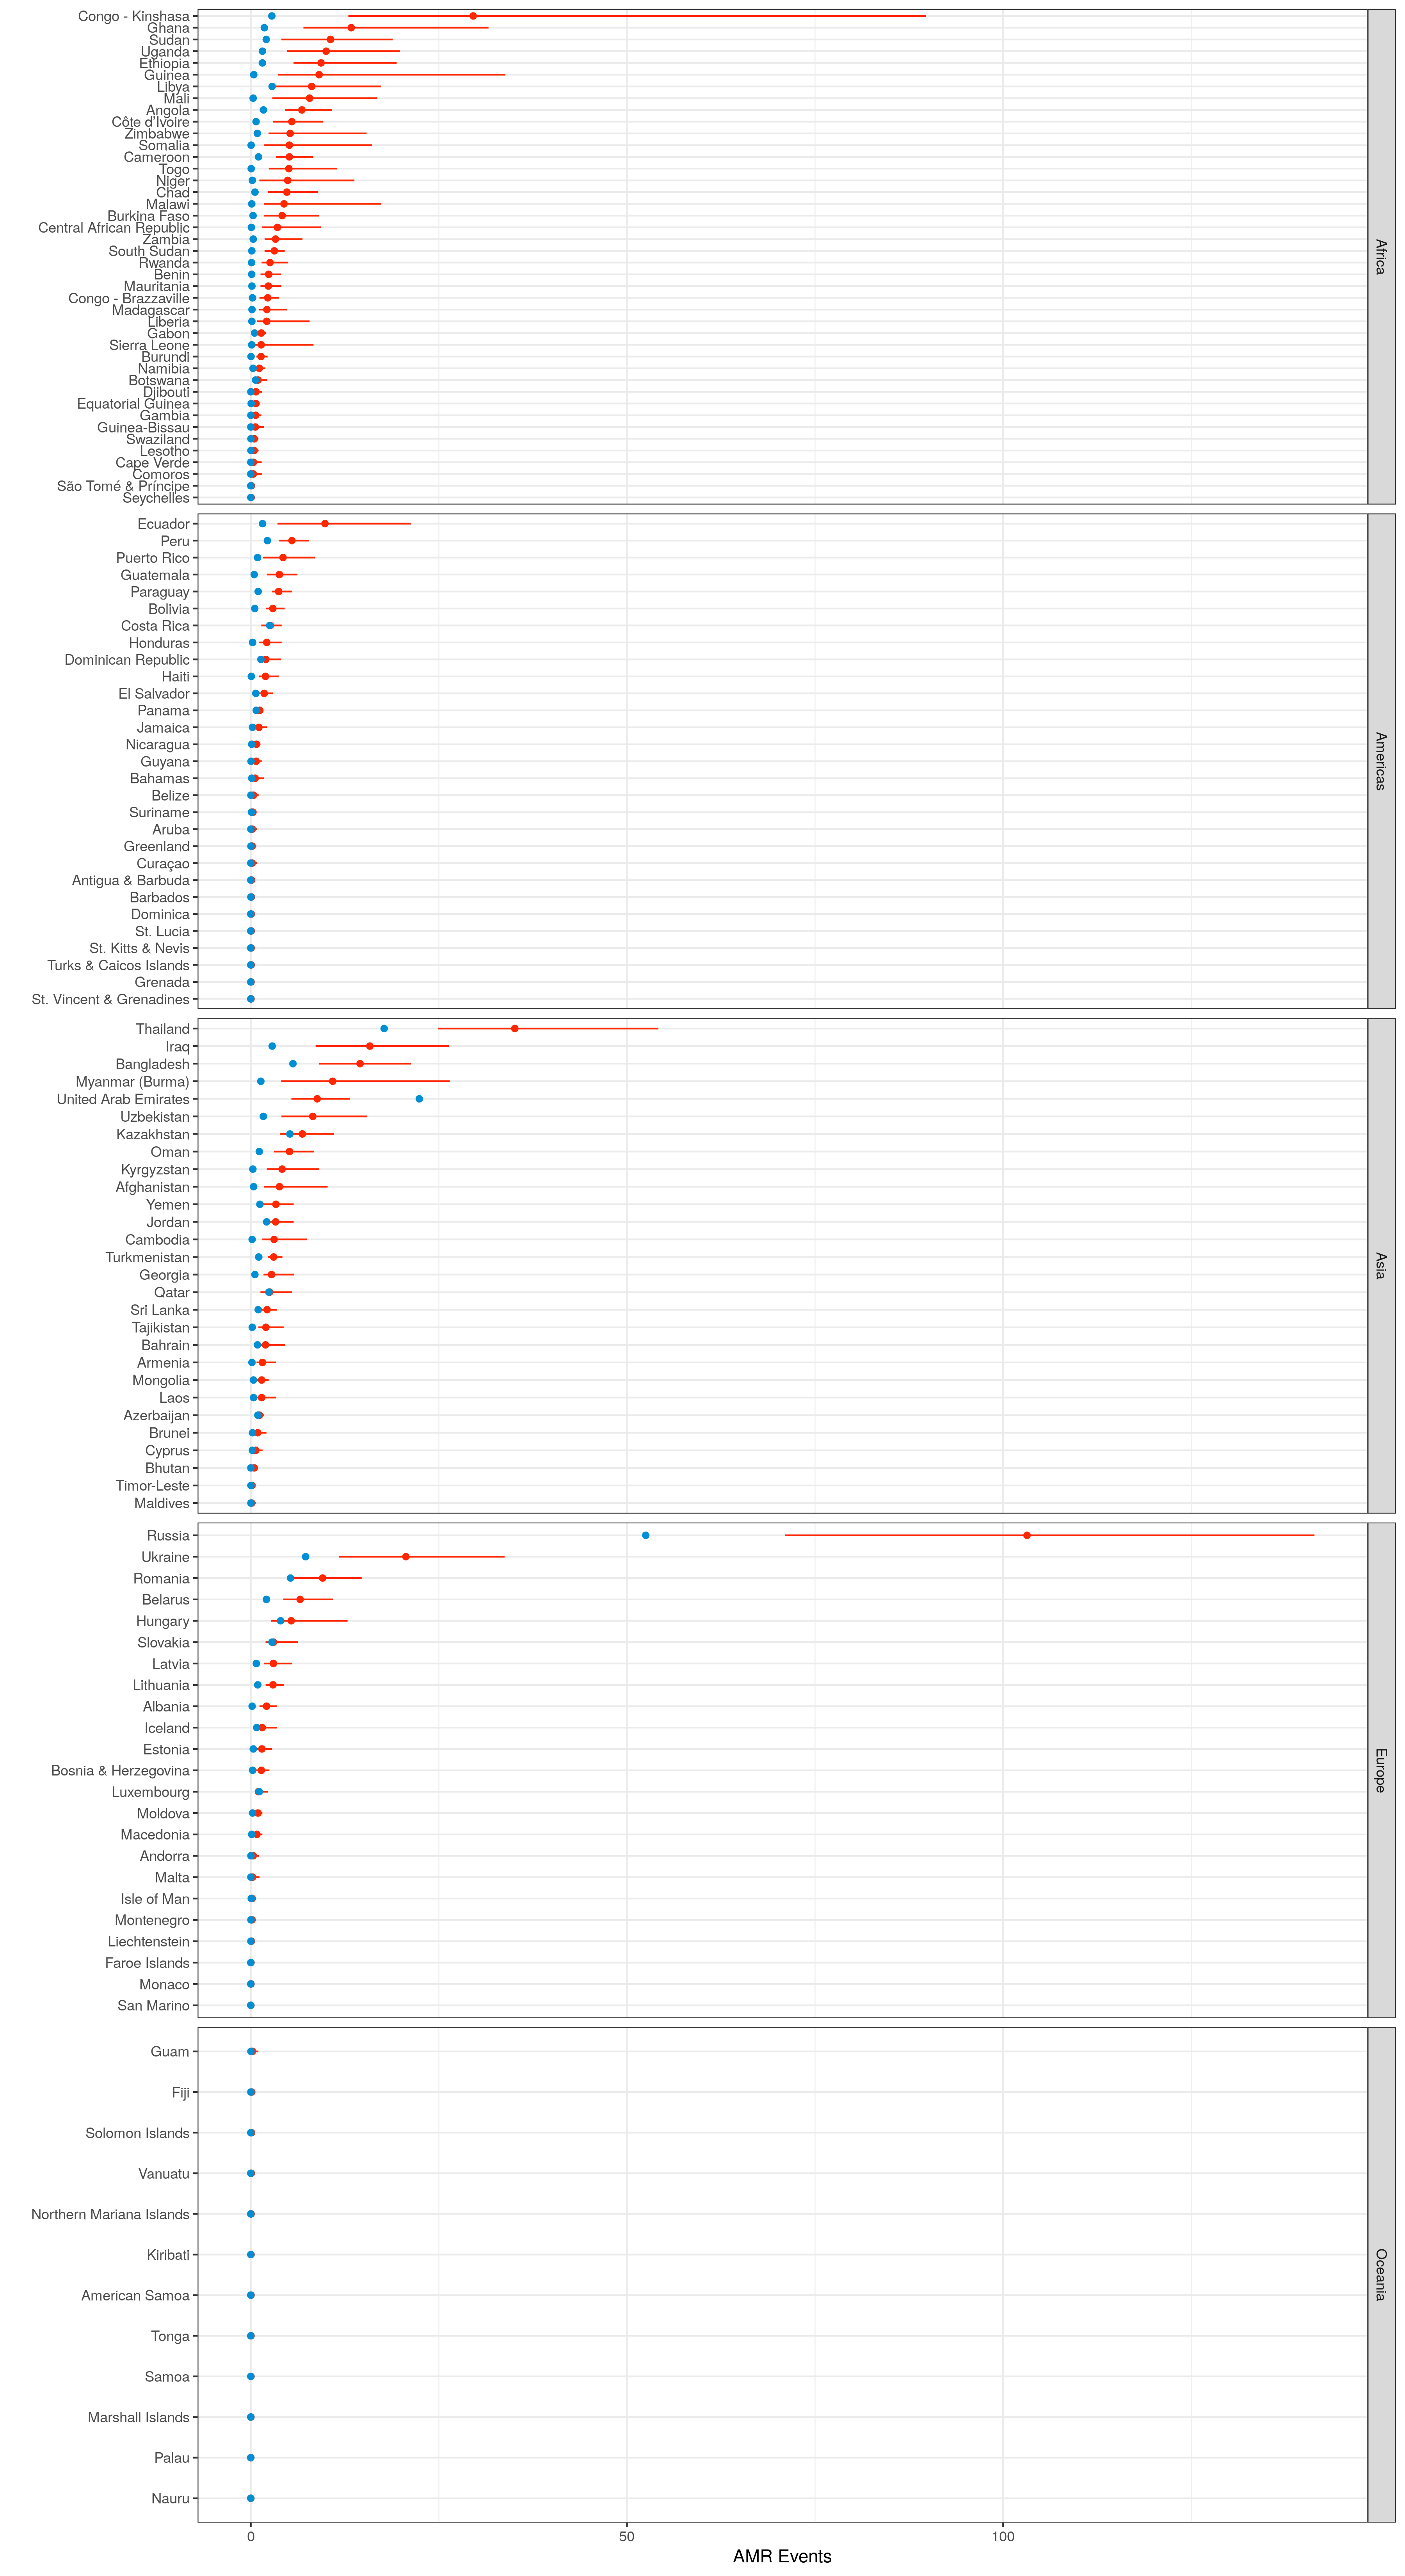 Congo - Kinshasa
Ghana
Sudan
Uganda
Ethiopia
Guinea
Libya
Mali
Angola
Côte d'Ivoire
Zimbabwe
Somalia
Cameroon
Togo
Niger
Chad
Malawi
Burkina Faso
Central African Republic
Zambia
South Sudan
Rwanda
Benin
Mauritania
Congo - Brazzaville
Madagascar
Liberia
Gabon
Sierra Leone
Burundi
Namibia
Botswana
Djibouti
Equatorial Guinea
Gambia
Guinea-Bissau
Swaziland
Lesotho
Cape Verde
Comoros
São Tomé & Príncipe
Seychelles
Africa
Ecuador
Peru
Puerto Rico
Guatemala
Paraguay
Bolivia
Costa Rica
Honduras
Dominican Republic
Haiti
El Salvador
Panama
Jamaica
Nicaragua
Guyana
Bahamas
Belize
Suriname
Aruba
Greenland
Curaçao
Antigua & Barbuda
Barbados
Dominica
St. Lucia
St. Kitts & Nevis
Turks & Caicos Islands
Grenada
St. Vincent & Grenadines
Americas
Thailand
Iraq
Bangladesh
Myanmar (Burma)
United Arab Emirates
Uzbekistan
Kazakhstan
Oman
Kyrgyzstan
Afghanistan
Yemen
Jordan
Cambodia
Turkmenistan
Georgia
Qatar
Sri Lanka
Tajikistan
Bahrain
Armenia
Mongolia
Laos
Azerbaijan
Brunei
Cyprus
Bhutan
Timor-Leste
Maldives
Asia
Russia
Ukraine
Romania
Belarus
Hungary
Slovakia
Latvia
Lithuania
Albania
Iceland
Estonia
Bosnia & Herzegovina
Luxembourg
Moldova
Macedonia
Andorra
Malta
Isle of Man
Montenegro
Liechtenstein
Faroe Islands
Monaco
San Marino
Europe
Guam
Fiji
Solomon Islands
Vanuatu
Northern Mariana Islands
Kiribati
American Samoa
Tonga
Samoa
Marshall Islands
Palau
Nauru
Oceania
0 50 100
AMR Events